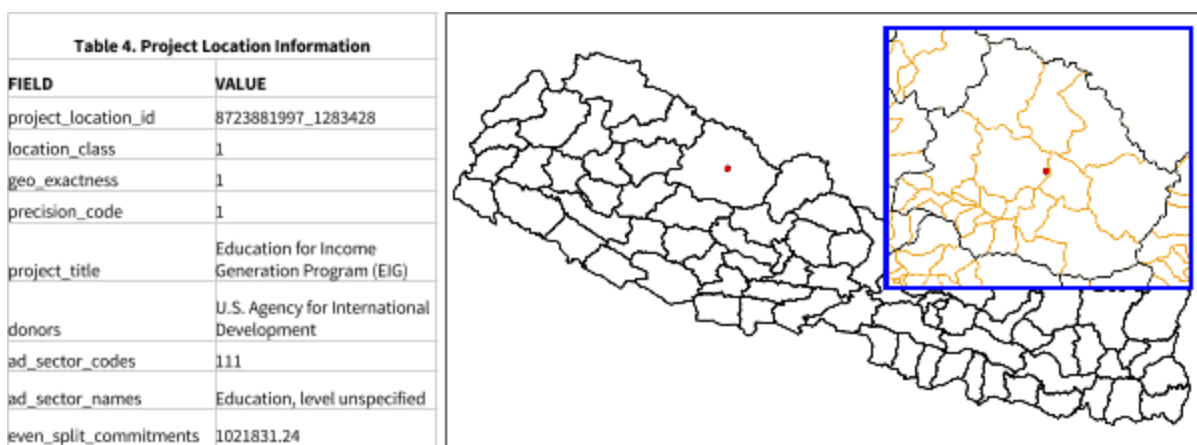 Table 4. Project Location Information
FIELD VALUE
project_location_id 8723881997_1283428
location_class 1
geo_exactness 1
precision_code 1
project_title Education for Income
Generation Program (EIG)
donors U.S. Agency for International
Development
ad_sector_codes 111
ad_sector_names Education, level unspecified
even_split_commitments 1021831.24